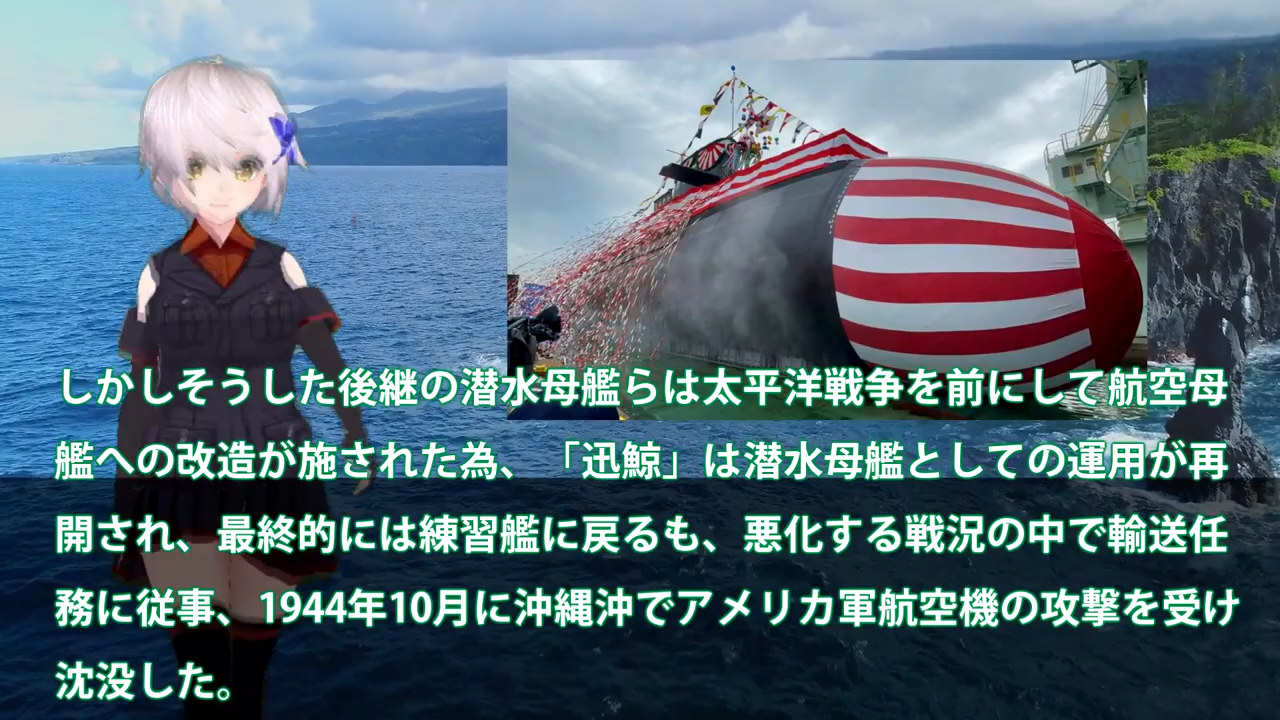 しかしそうした後継の潜水母艦らは太平洋戦争を前にして航空母
艦への改造が施された為、「迅鯨」は潜水母艦としての運用が再
開され、最終的には練習艦に戻るも、悪化する戦況の中で輸送任
務に従事、1944年10月に沖縄沖でアメリカ軍航空機の攻撃を受け
沈没した。